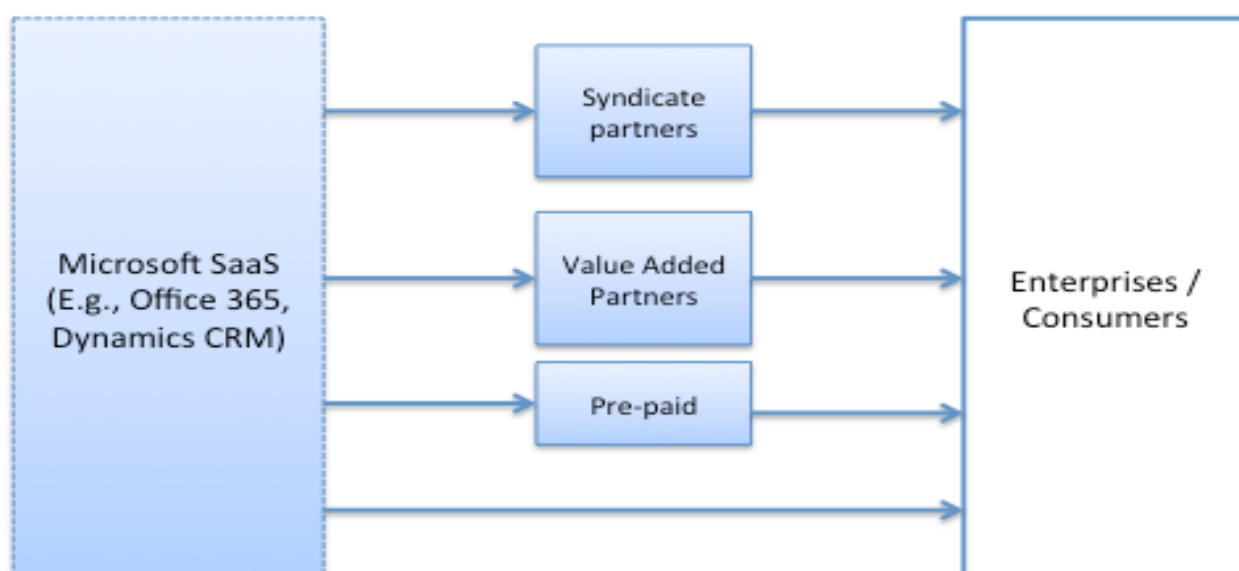 Microsoft SaaS
(E.g., Office 365,
Dynamics CRM)
Syndicate
partners
Value Added
Partners
Pre-paid
Enterprises /
Consumers